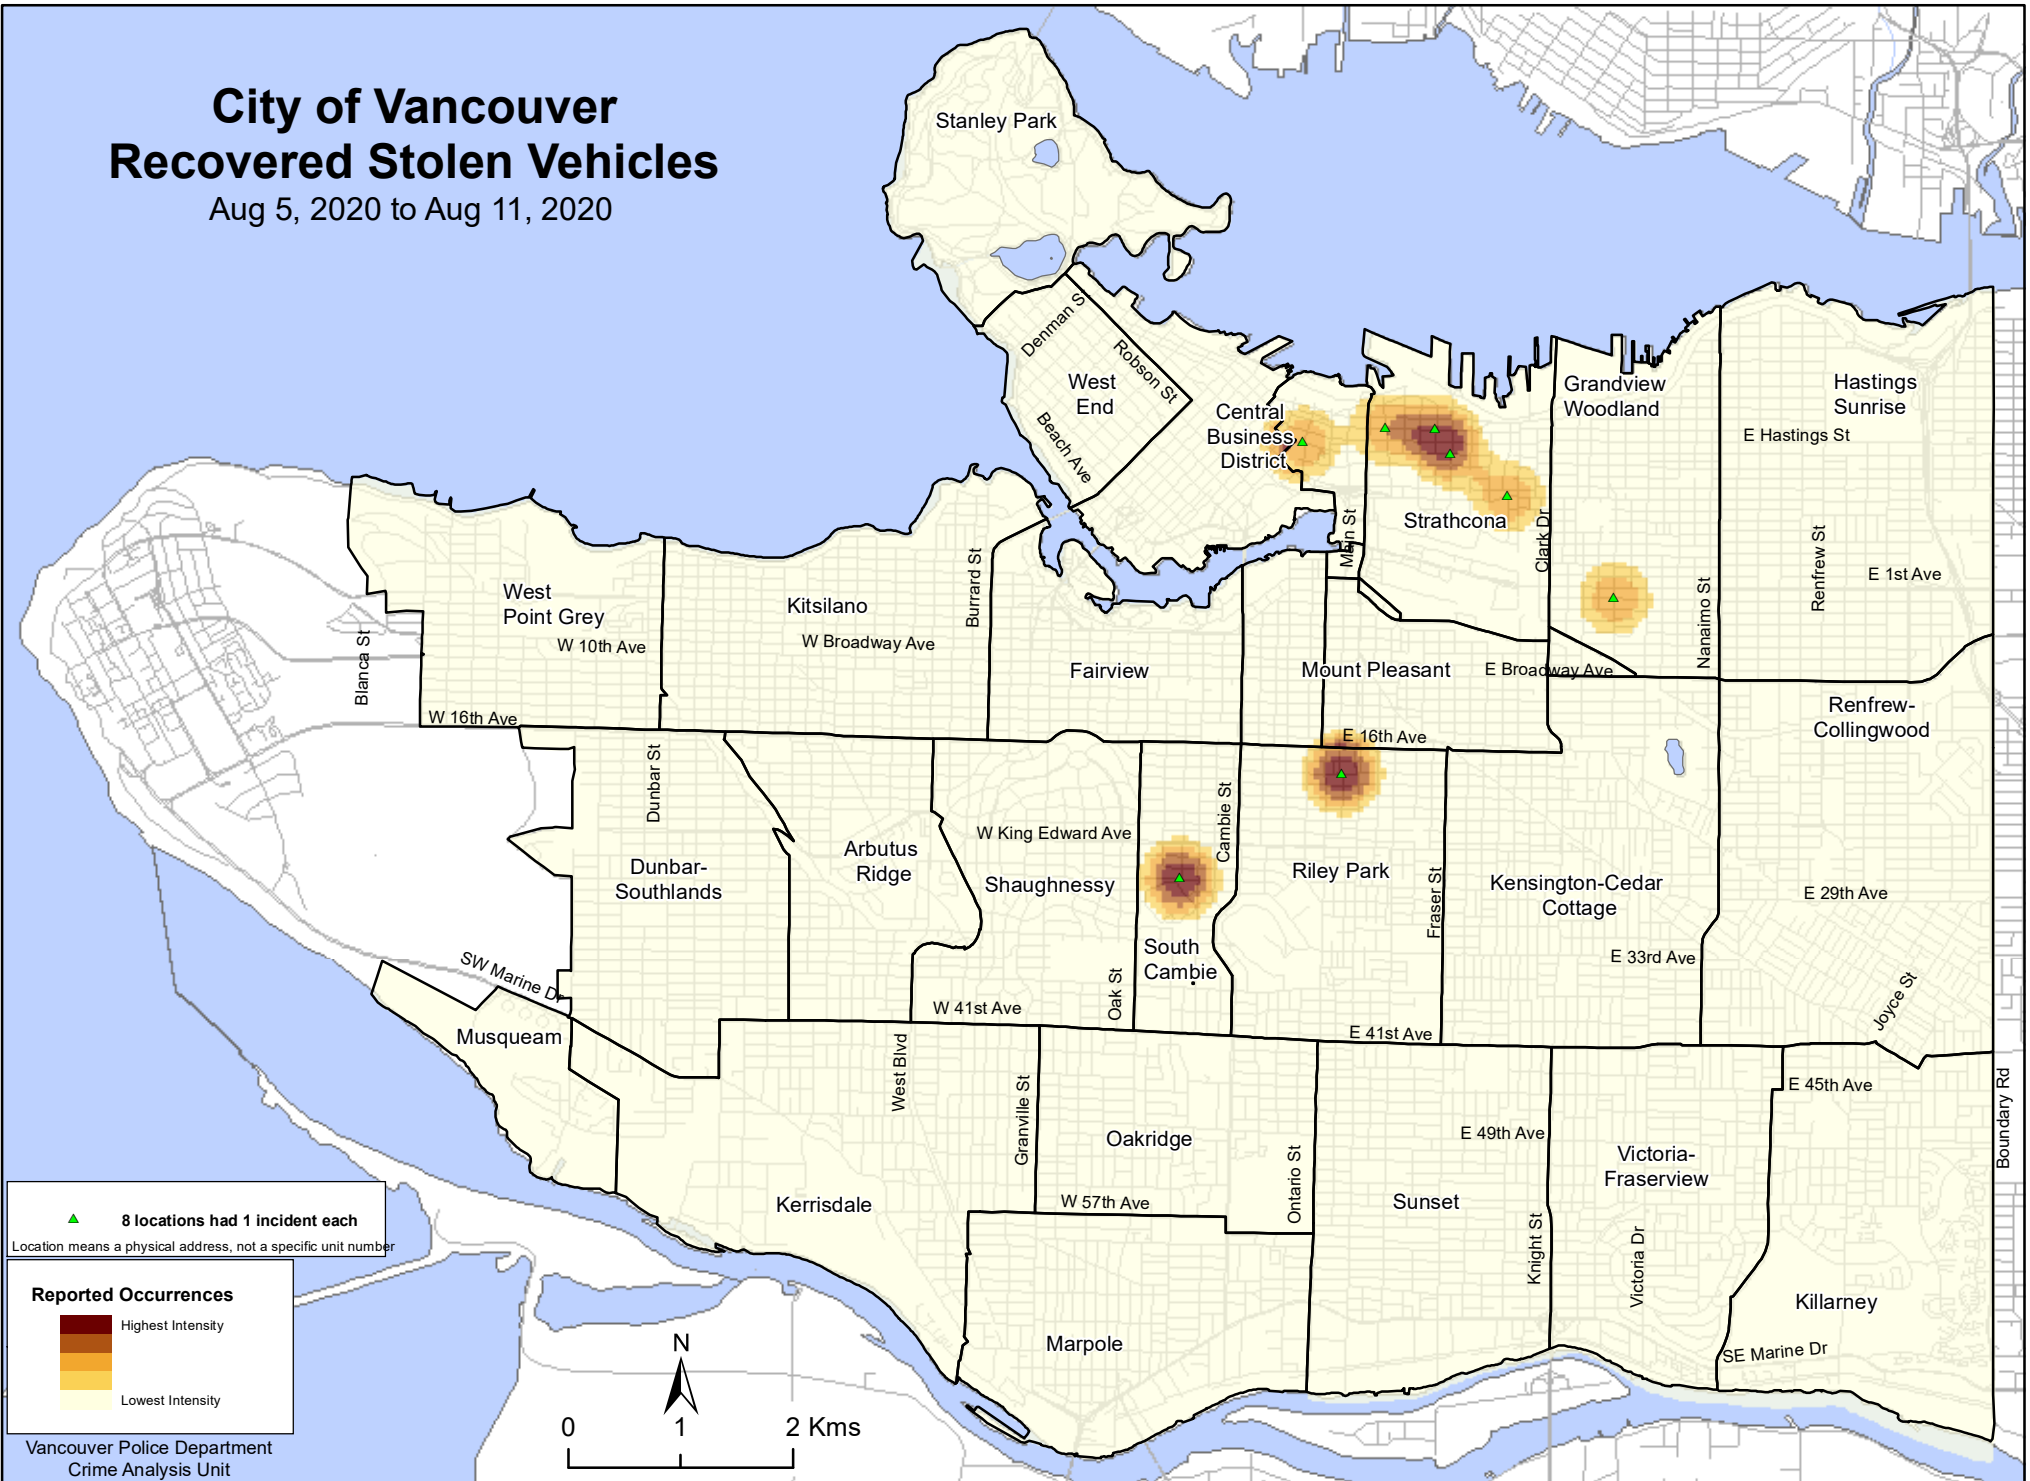 City of Vancouver
Recovered Stolen Vehicles
Aug 5, 2020 to Aug 11, 2020
Stanley Park
Denman S
Robson St
West
End
Beach Ave
Central
Business
District
Grandview
Woodland
Hastings
Sunrise
E Hastings St
Strathcona
Main St
Clark Dr
Nanaimo St
Renfrew St
E 1st Ave
West
Point Grey
W 10th Ave
Blanca St
Kitsilano
W Broadway Ave
Burrard St
Fairview
Mount Pleasant
E Broadway Ave
Renfrew-
Collingwood
W 16th Ave
E 16th Ave
Dunbar St
Cambie St
W King Edward Ave
Arbutus
Ridge
Dunbar-
Southlands
Shaughnessy
Riley Park
Fraser St
Kensington-Cedar
Cottage
E 29th Ave
South
Cambie
E 33rd Ave
SW Marine Dr
Oak St
W 41st Ave
E 41st Ave
Joyce St
Musqueam
West Blvd
Granville St
E 45th Ave
Boundary Rd
Oakridge
E 49th Ave
Victoria-
Fraserview
Kerrisdale
W 57th Ave
Ontario St
Sunset
Knight St
Victoria Dr
Killarney
Marpole
SE Marine Dr
8 locations had 1 incident each
Location means a physical address, not a specific unit number
Reported Occurrences
Highest Intensity
Lowest Intensity
Vancouver Police Department
Crime Analysis Unit
N
0 1 2 Kms